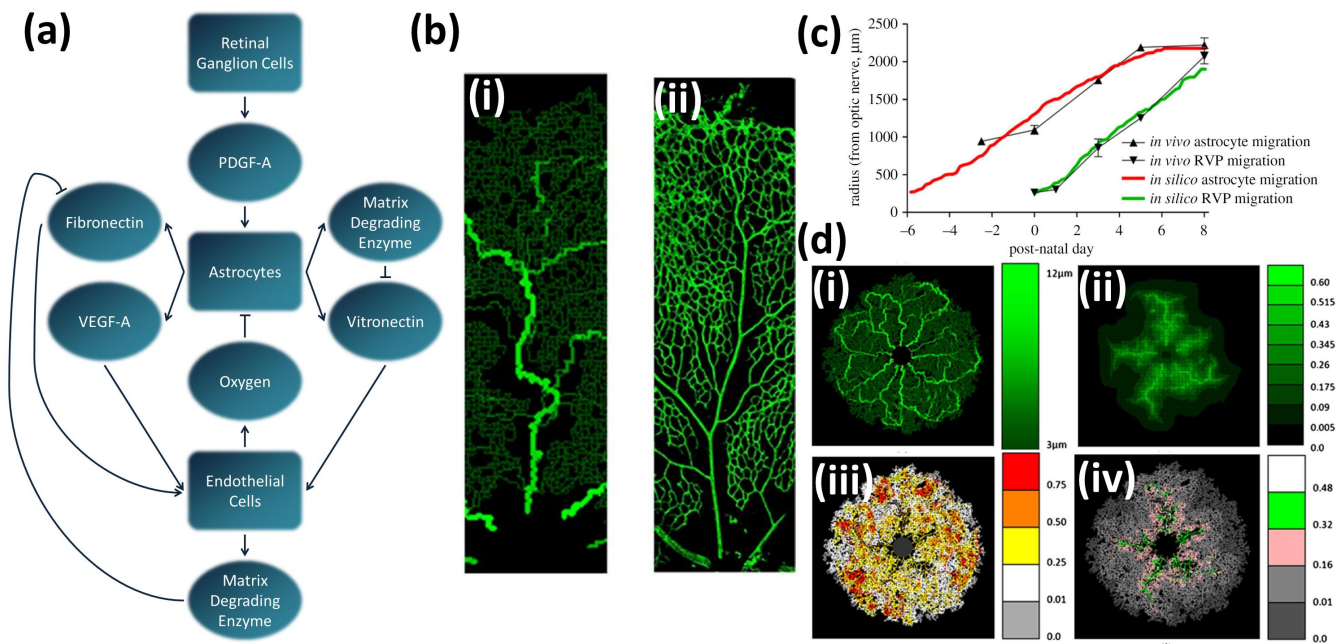 (a)
Retinal
Ganglion Cells
PDGF-A
Fibronectin
Matrix
Degrading
Enzyme
Astrocytes
VEGF-A
Vitronectin
Oxygen
Endothelial
Cells
Matrix
Degrading
Enzyme
(b)
(i)
(ii)
(c)
radius (from optic nerve, μm)
2500
2000
1500
1000
500
0
−6 −4 −2 0 2 4 6 8
post-natal day
in vivo astrocyte migration
in vivo RVP migration
in silico astrocyte migration
in silico RVP migration
(d)
(i)
12μm
3μm
(ii)
0.60
0.515
0.43
0.345
0.26
0.175
0.09
0.005
0.0
(iii)
0.75
0.50
0.25
0.01
0.0
(iv)
0.48
0.32
0.16
0.01
0.0